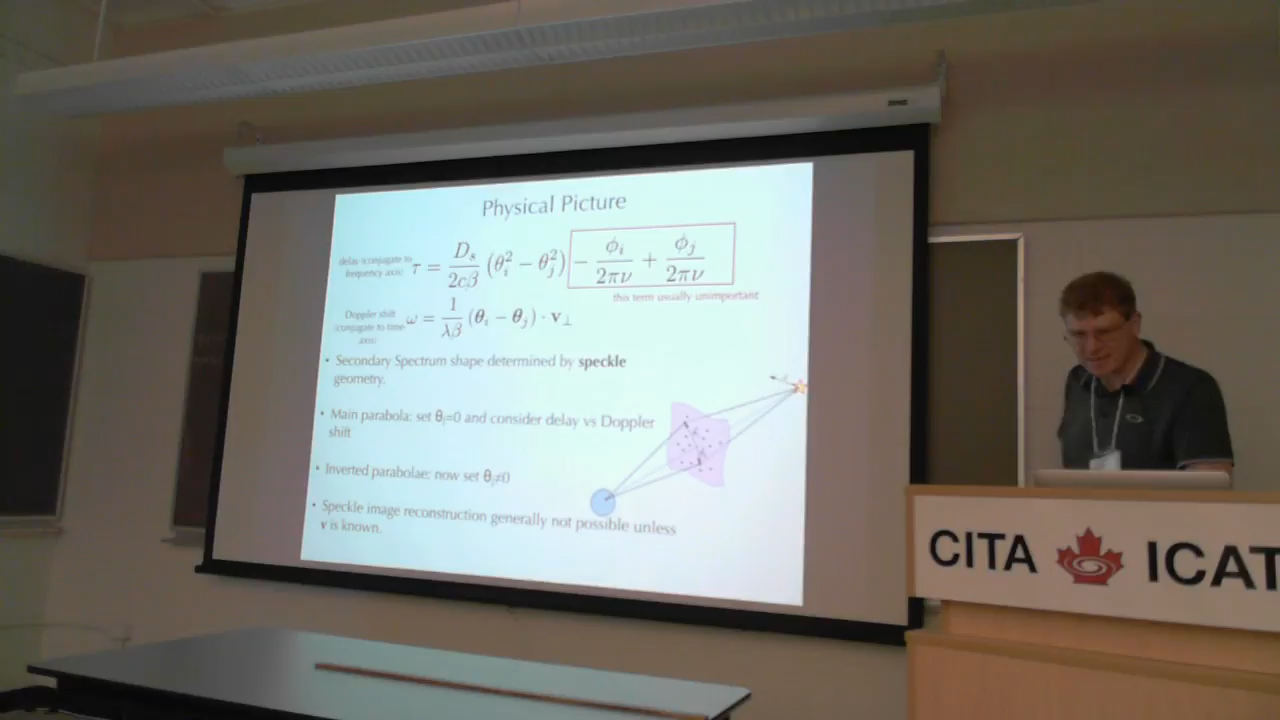 Physical Picture
delay (conjugate to
frequency axis)
τ = D_s/2cβ (θ_i² − θ_j²) − ϕ_i/2πν + ϕ_j/2πν
this term usually unimportant
Doppler shift
(conjugate to time
axis)
ω = 1/λβ (θ_i − θ_j) · v⊥
• Secondary Spectrum shape determined by speckle
geometry.
• Main parabola: set θ_j=0 and consider delay vs Doppler
shift
• Inverted parabolae: now set θ_j≠0
• Speckle image reconstruction generally not possible unless
v is known.
CITA ICAT